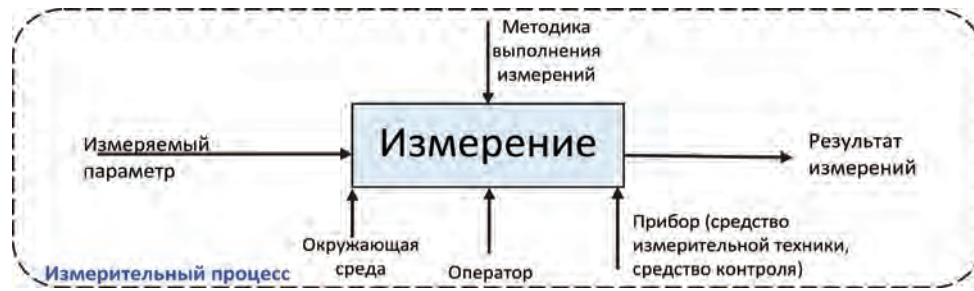 Методика
выполнения
измерений
Измеряемый
параметр
Измерение
Результат
измерений
Окружающая
среда
Оператор
Прибор (средство
измерительной техники,
средство контроля)
Измерительный процесс